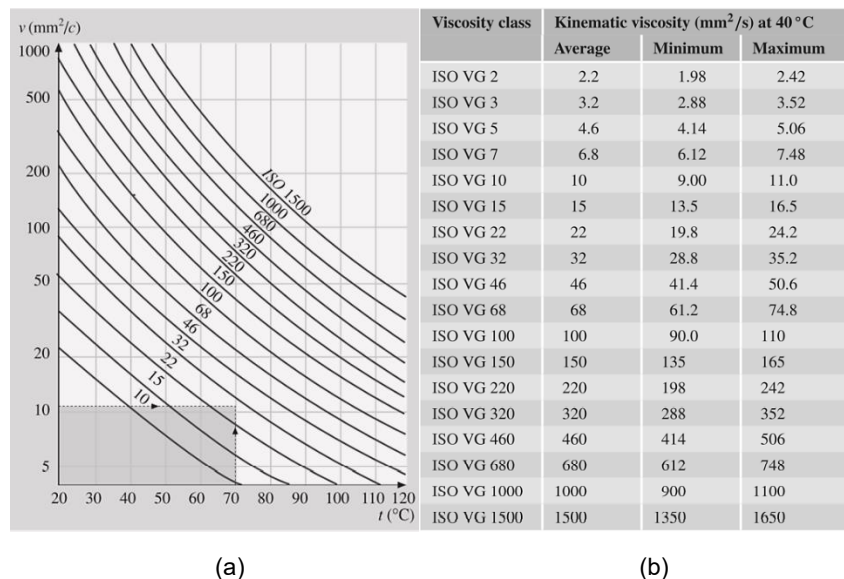 ν (mm²/c)
1000
500
200
100
50
20
10
5
20 30 40 50 60 70 80 90 100 110 120
t (°C)
ISO 1500
1000
680
460
320
220
150
100
68
46
32
22
15
10
Viscosity class Kinematic viscosity (mm²/s) at 40 °C
Average Minimum Maximum
ISO VG 2 2.2 1.98 2.42
ISO VG 3 3.2 2.88 3.52
ISO VG 5 4.6 4.14 5.06
ISO VG 7 6.8 6.12 7.48
ISO VG 10 10 9.00 11.0
ISO VG 15 15 13.5 16.5
ISO VG 22 22 19.8 24.2
ISO VG 32 32 28.8 35.2
ISO VG 46 46 41.4 50.6
ISO VG 68 68 61.2 74.8
ISO VG 100 100 90.0 110
ISO VG 150 150 135 165
ISO VG 220 220 198 242
ISO VG 320 320 288 352
ISO VG 460 460 414 506
ISO VG 680 680 612 748
ISO VG 1000 1000 900 1100
ISO VG 1500 1500 1350 1650
(a) (b)